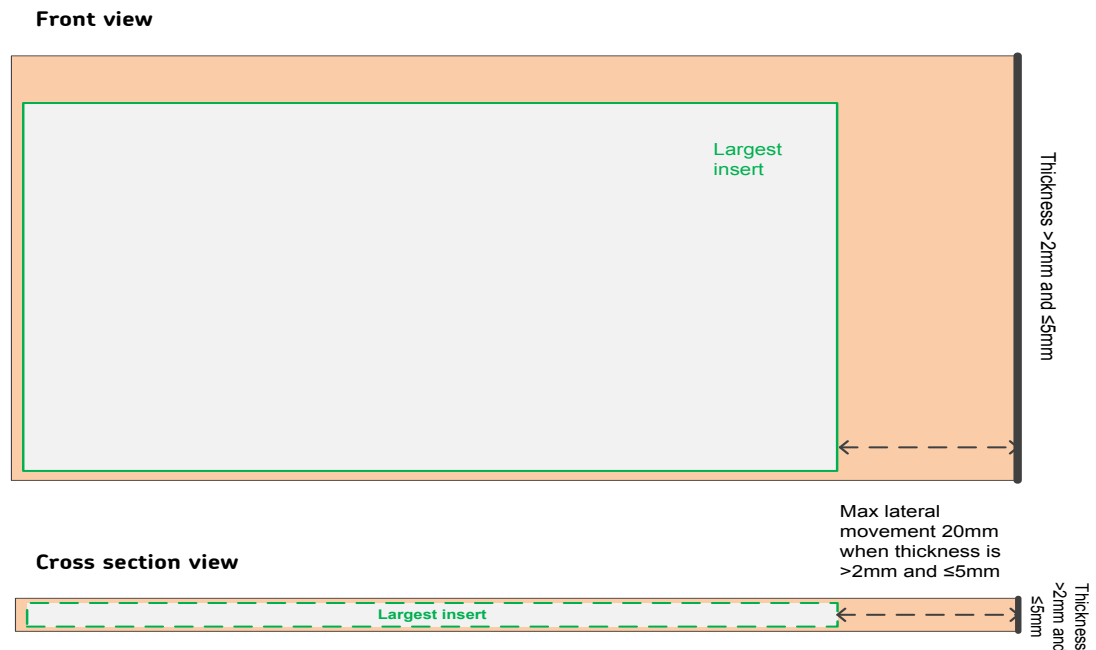 Front view
Largest
insert
Thickness >2mm and ≤5mm
Max lateral
movement 20mm
when thickness is
>2mm and ≤5mm
Cross section view
Largest insert
Thickness
>2mm and
≤5mm